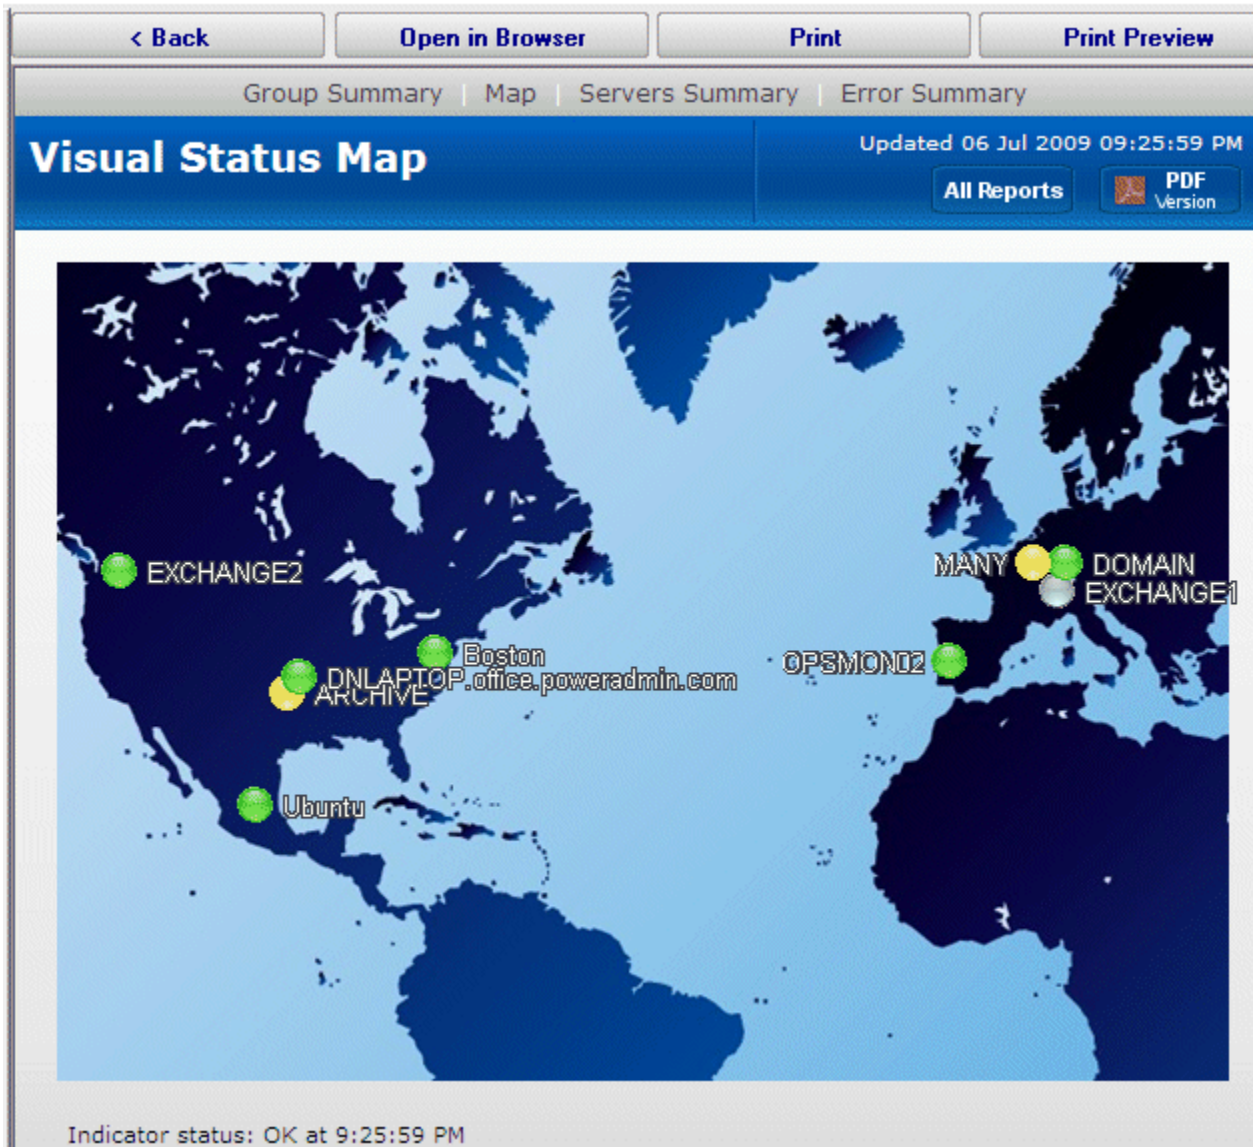 < Back Open in Browser Print Print Preview
Group Summary | Map | Servers Summary | Error Summary
Visual Status Map
Updated 06 Jul 2009 09:25:59 PM
All Reports
PDF
Version
EXCHANGE2
MANY
DOMAIN
EXCHANGE1
Boston
OPSMON02
DNLAPTOP.office.poweradmin.com
ARCHIVE
Ubuntu
Indicator status: OK at 9:25:59 PM